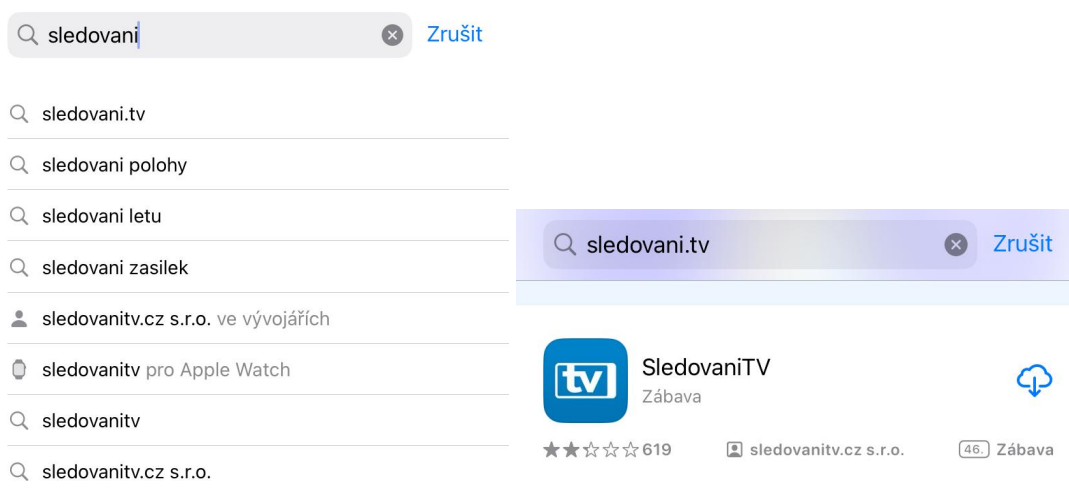 sledovani
Zrušit
sledovani.tv
sledovani polohy
sledovani letu
sledovani zasilek
sledovanitv.cz s.r.o. ve vývojářích
sledovanitv pro Apple Watch
sledovanitv
sledovanitv.cz s.r.o.
sledovani.tv
Zrušit
tv
SledovaniTV
Zábava
619
sledovanitv.cz s.r.o.
46. Zábava